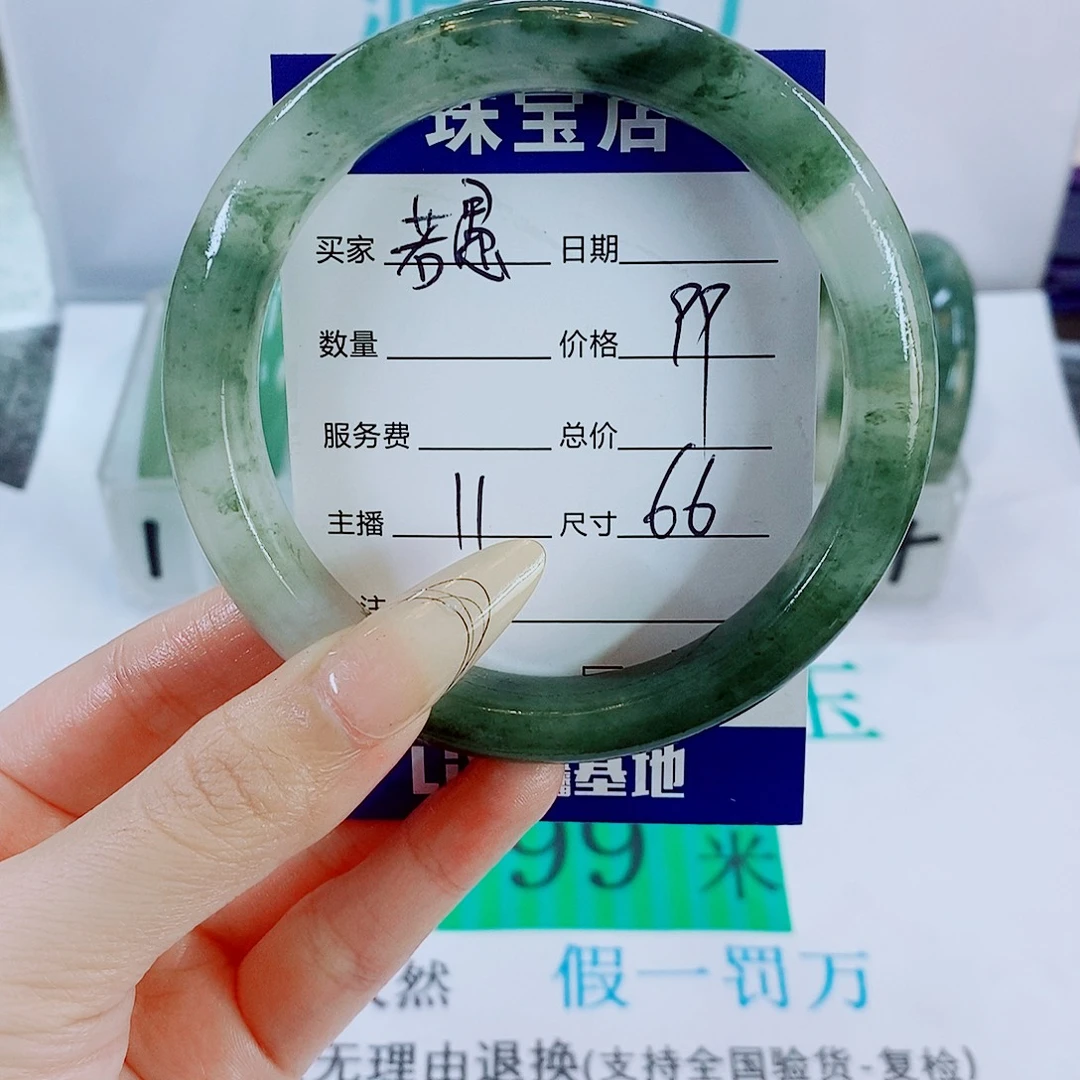 珠宝店
买家 若愚 日期
数量 价格 99
服务费 总价
主播 11 尺寸 66
注
基地
99 米
然 假一罚万
无理由退换(支持全国验货-复检)